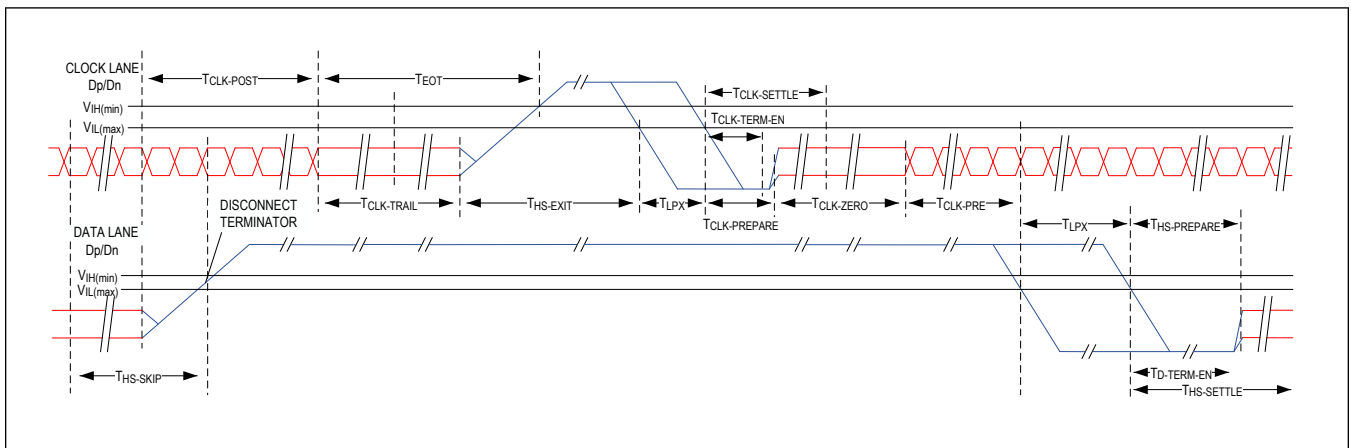 CLOCK LANE
Dp/Dn
TCLK-POST
TEOT
VIH(min)
VIL(max)
TCLK-SETTLE
TCLK-TERM-EN
TCLK-TRAIL
THS-EXIT
TLPX
TCLK-PREPARE
TCLK-ZERO
TCLK-PRE
DISCONNECT
TERMINATOR
DATA LANE
Dp/Dn
TLPX
THS-PREPARE
VIH(min)
VIL(max)
THS-SKIP
TD-TERM-EN
THS-SETTLE